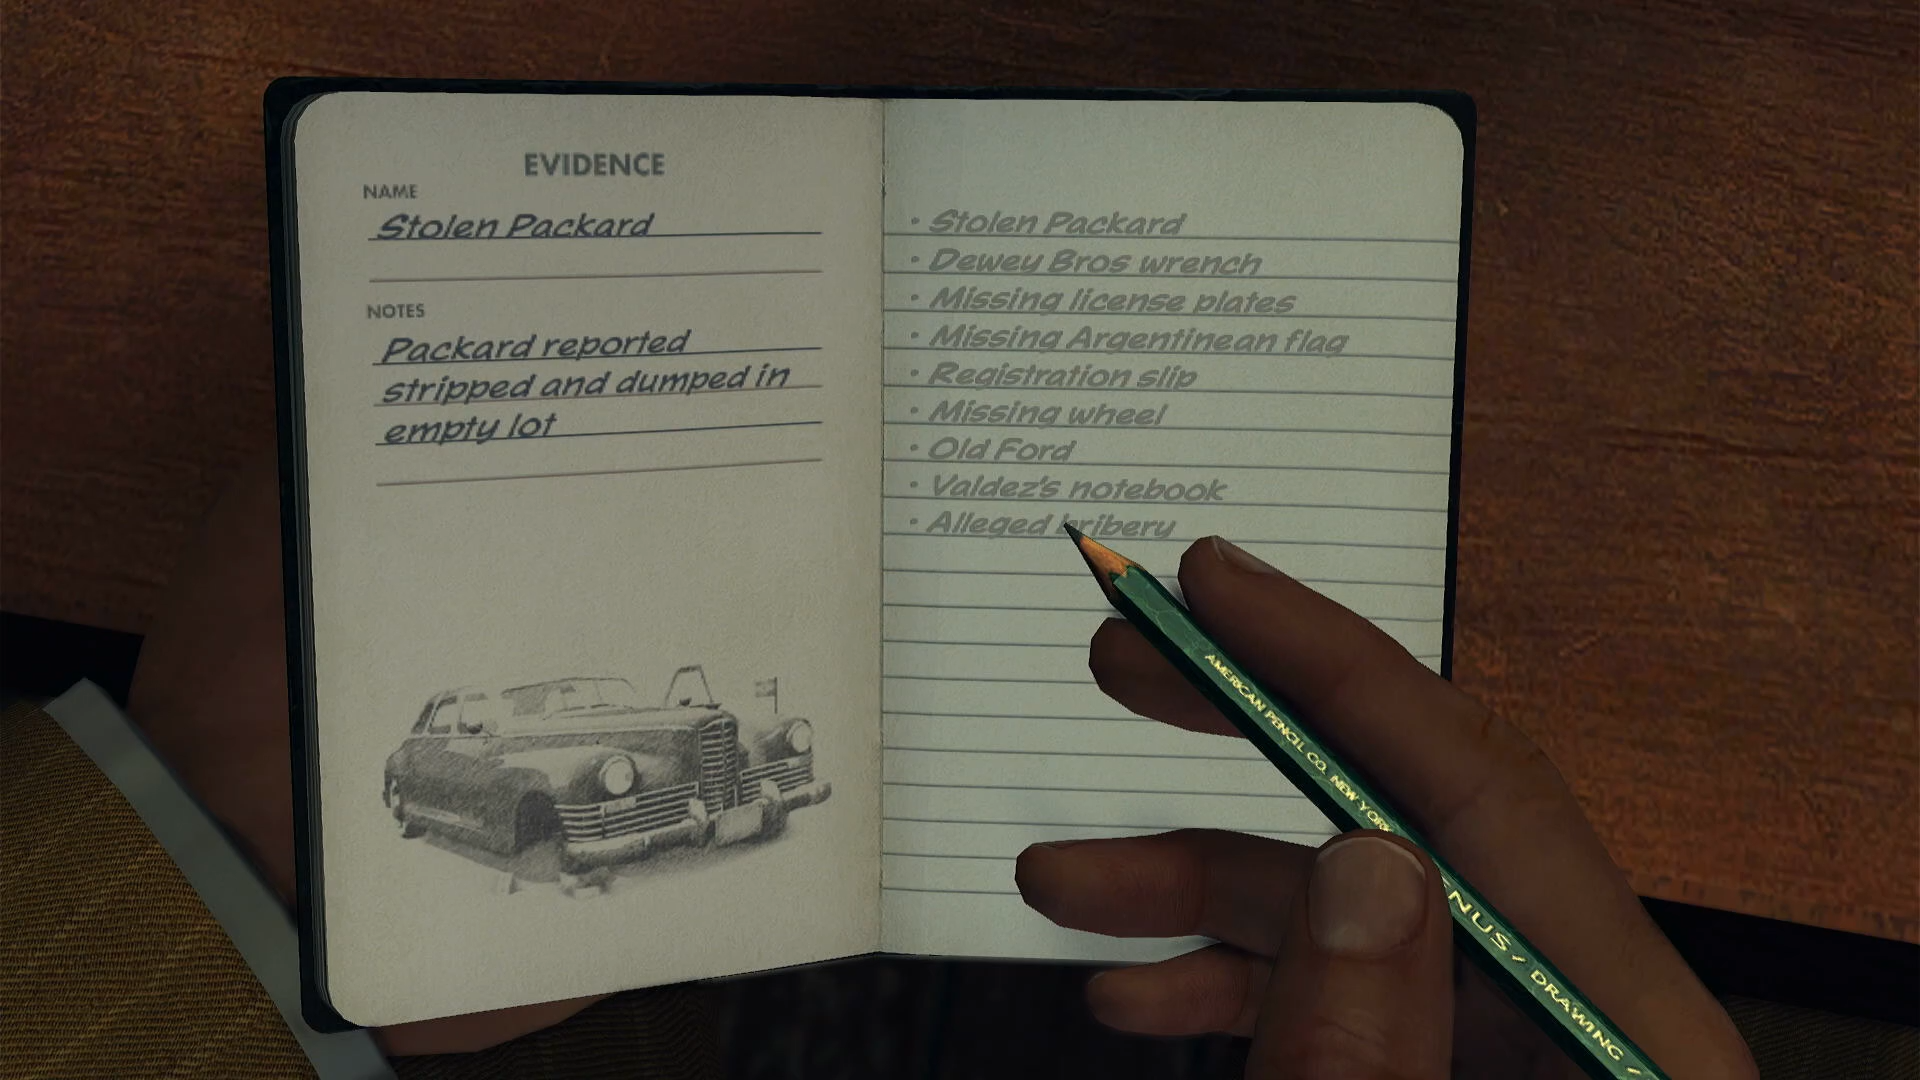 EVIDENCE
NAME
Stolen Packard
NOTES
Packard reported
stripped and dumped in
empty lot
• Stolen Packard
• Dewey Bros wrench
• Missing license plates
• Missing Argentinean flag
• Registration slip
• Missing wheel
• Old Ford
• Valdez's notebook
• Alleged bribery
AMERICAN PENCIL CO. NEW YORK
NUS / DRAWING /